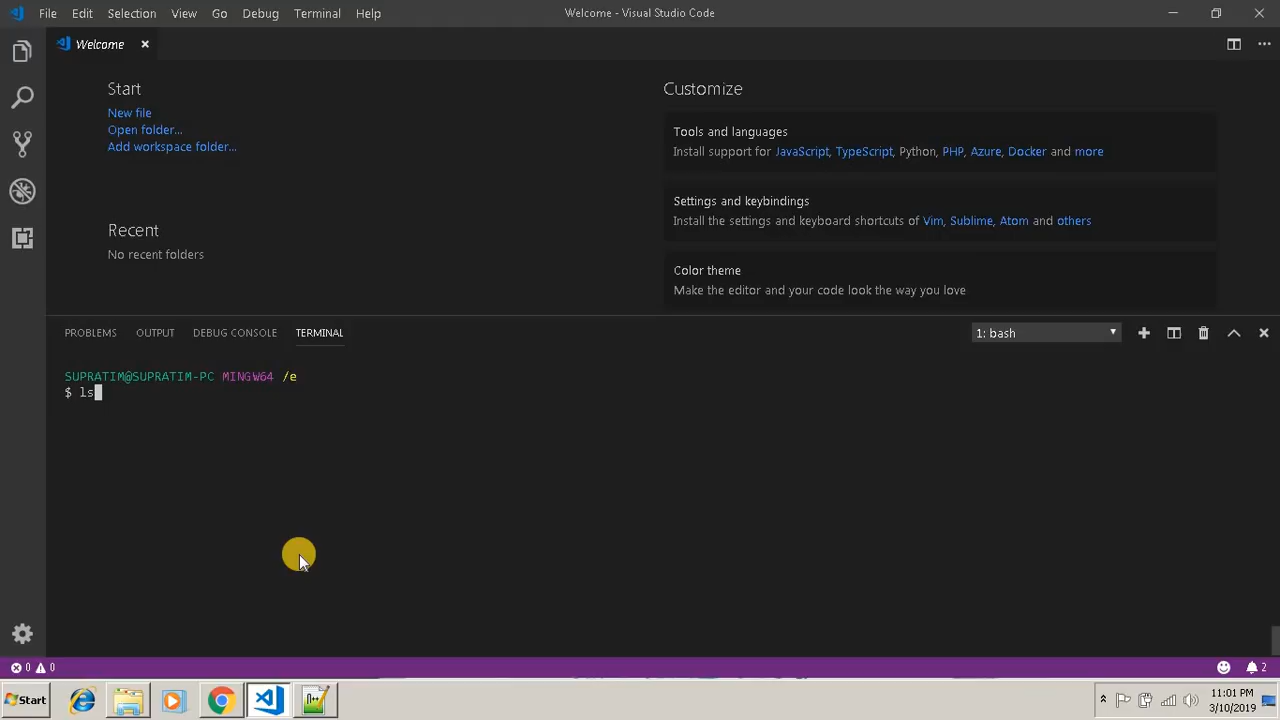 File Edit Selection View Go Debug Terminal Help
Welcome - Visual Studio Code
Welcome
Start
New file
Open folder...
Add workspace folder...
Recent
No recent folders
Customize
Tools and languages
Install support for JavaScript, TypeScript, Python, PHP, Azure, Docker and more
Settings and keybindings
Install the settings and keyboard shortcuts of Vim, Sublime, Atom and others
Color theme
Make the editor and your code look the way you love
PROBLEMS OUTPUT DEBUG CONSOLE TERMINAL
1: bash
SUPRATIM@SUPRATIM-PC MINGW64 /e
$ ls
0 0
2
Start
11:01 PM
3/10/2019